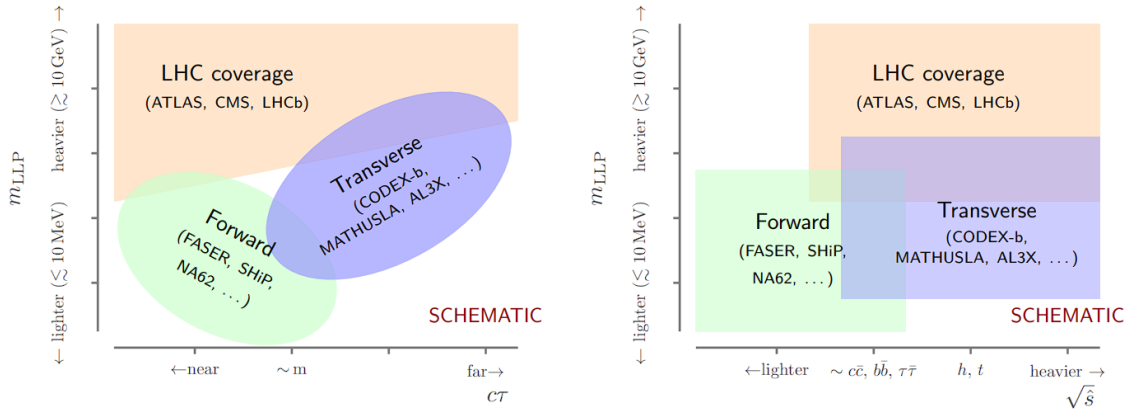 LHC coverage
(ATLAS, CMS, LHCb)
Transverse
(CODEX-b,
MATHUSLA, AL3X, ...)
Forward
(FASER, SHiP,
NA62, ...)
SCHEMATIC
m_LLP
← lighter (≲ 10 MeV)
heavier (≳ 10 GeV) →
←near
∼m
far→
cτ
LHC coverage
(ATLAS, CMS, LHCb)
Forward
(FASER, SHiP,
NA62, ...)
Transverse
(CODEX-b,
MATHUSLA, AL3X, ...)
SCHEMATIC
m_LLP
← lighter (≲ 10 MeV)
heavier (≳ 10 GeV) →
←lighter
∼ cc̄, bb̄, ττ̄
h, t
heavier →
√ŝ